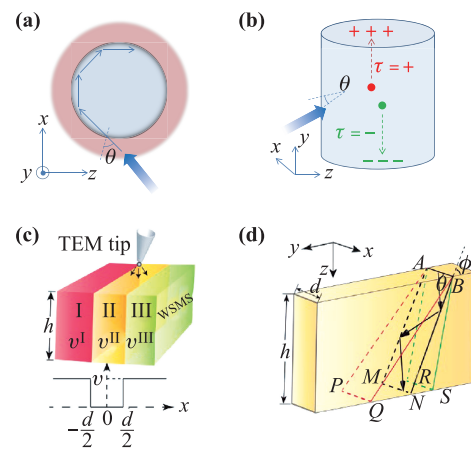 (a)
θ
x
y
z
(b)
+ + +
τ = +
θ
τ = −
− − −
x
y
z
(c)
TEM tip
h
I
II
III
WSMS
v^I
v^II
v^III
v
−d/2
0
d/2
x
(d)
y
x
z
d
A
θ
ϕ
B
h
P
M
R
Q
N
S